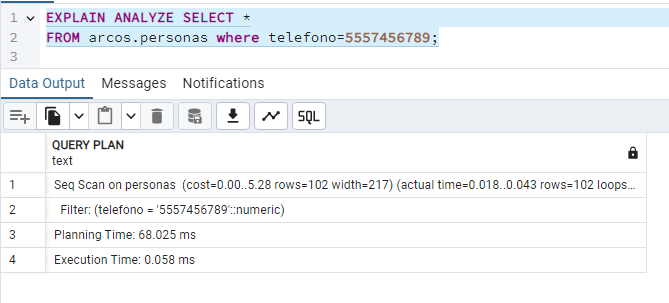 1 EXPLAIN ANALYZE SELECT *
2 FROM arcos.personas where telefono=5557456789;
3
Data Output Messages Notifications
SQL
QUERY PLAN
text
1 Seq Scan on personas (cost=0.00..5.28 rows=102 width=217) (actual time=0.018..0.043 rows=102 loops...
2 Filter: (telefono = '5557456789'::numeric)
3 Planning Time: 68.025 ms
4 Execution Time: 0.058 ms